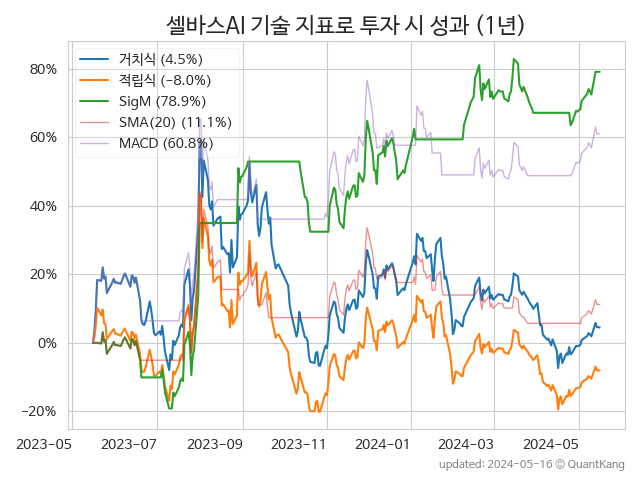 셀바스AI 기술 지표로 투자 시 성과 (1년)
거치식 (4.5%)
적립식 (−8.0%)
SigM (78.9%)
SMA(20) (11.1%)
MACD (60.8%)
80%
60%
40%
20%
0%
−20%
2023-05 2023-07 2023-09 2023-11 2024-01 2024-03 2024-05
updated: 2024-05-16 © QuantKang